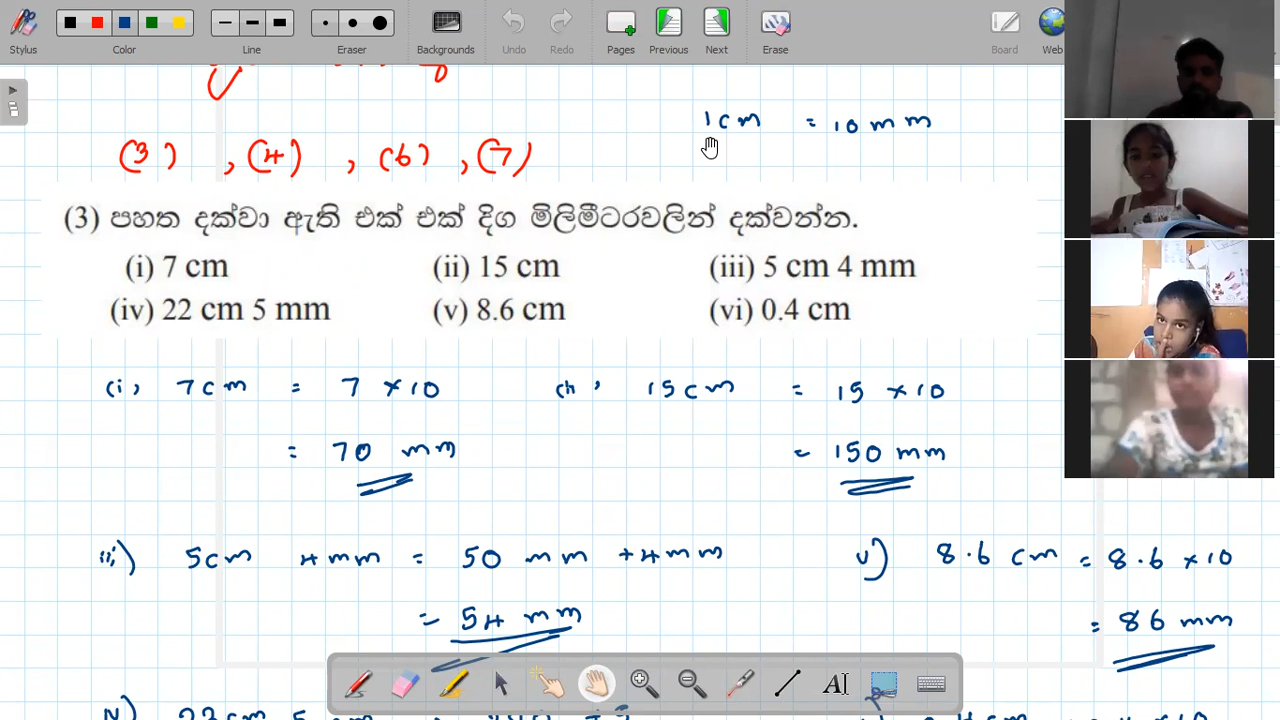 Stylus Color Line Eraser Backgrounds Undo Redo Pages Previous Next Erase Board Web
1cm = 10 mm
(3) , (4) , (6) , (7)
(3) පහත දක්වා ඇති එක් එක් දිග මිලිමීටරවලින් දක්වන්න.
(i) 7 cm (ii) 15 cm (iii) 5 cm 4 mm
(iv) 22 cm 5 mm (v) 8.6 cm (vi) 0.4 cm
(i) 7cm = 7 × 10
= 70 mm
(ii) 15cm = 15 × 10
= 150 mm
iii) 5cm 4mm = 50 mm + 4mm
= 54 mm
v) 8.6 cm = 8.6 × 10
= 86 mm